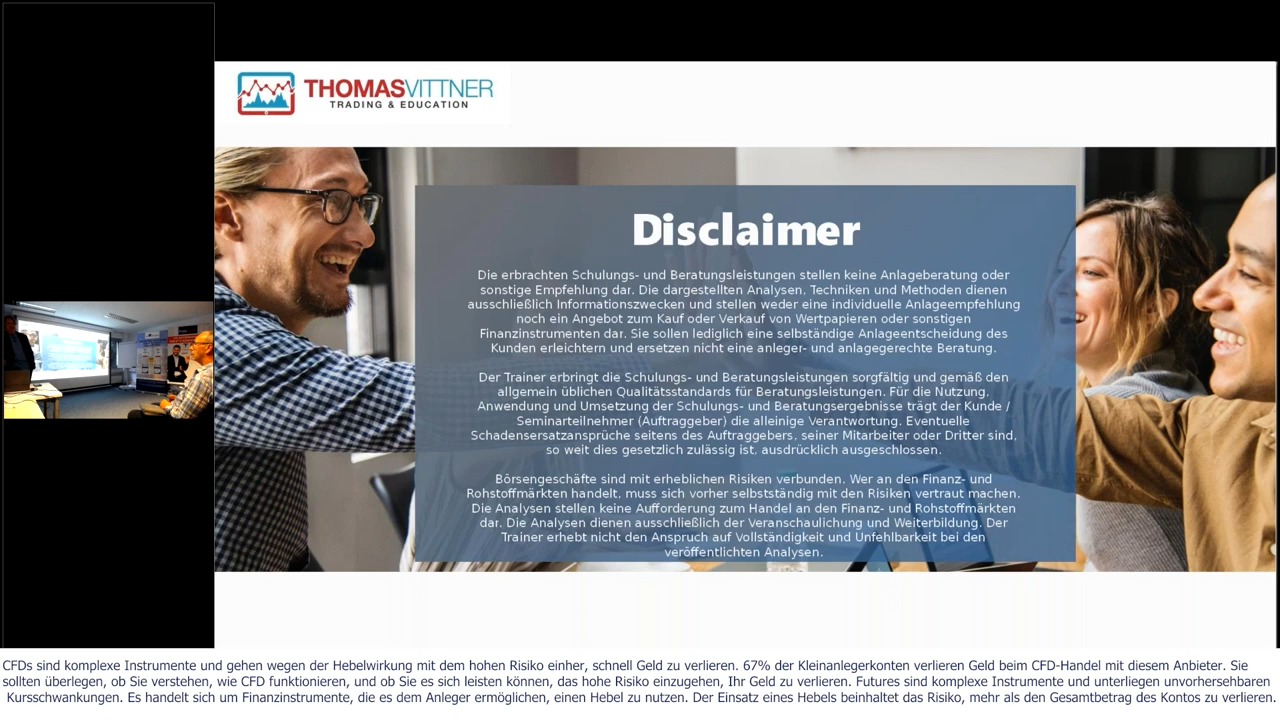 THOMASVITTNER
TRADING & EDUCATION
Disclaimer
Die erbrachten Schulungs- und Beratungsleistungen stellen keine Anlageberatung oder
sonstige Empfehlung dar. Die dargestellten Analysen, Techniken und Methoden dienen
ausschließlich Informationszwecken und stellen weder eine individuelle Anlageempfehlung
noch ein Angebot zum Kauf oder Verkauf von Wertpapieren oder sonstigen
Finanzinstrumenten dar. Sie sollen lediglich eine selbständige Anlageentscheidung des
Kunden erleichtern und ersetzen nicht eine anleger- und anlagegerechte Beratung.
Der Trainer erbringt die Schulungs- und Beratungsleistungen sorgfältig und gemäß den
allgemein üblichen Qualitätsstandards für Beratungsleistungen. Für die Nutzung,
Anwendung und Umsetzung der Schulungs- und Beratungsergebnisse trägt der Kunde /
Seminarteilnehmer (Auftraggeber) die alleinige Verantwortung. Eventuelle
Schadensersatzansprüche seitens des Auftraggebers, seiner Mitarbeiter oder Dritter sind,
so weit dies gesetzlich zulässig ist, ausdrücklich ausgeschlossen.
Börsengeschäfte sind mit erheblichen Risiken verbunden. Wer an den Finanz- und
Rohstoffmärkten handelt, muss sich vorher selbstständig mit den Risiken vertraut machen.
Die Analysen stellen keine Aufforderung zum Handel an den Finanz- und Rohstoffmärkten
dar. Die Analysen dienen ausschließlich der Veranschaulichung und Weiterbildung. Der
Trainer erhebt nicht den Anspruch auf Vollständigkeit und Unfehlbarkeit bei den
veröffentlichten Analysen.
CFDs sind komplexe Instrumente und gehen wegen der Hebelwirkung mit dem hohen Risiko einher, schnell Geld zu verlieren. 67% der Kleinanlegerkonten verlieren Geld beim CFD-Handel mit diesem Anbieter. Sie
sollten überlegen, ob Sie verstehen, wie CFD funktionieren, und ob Sie es sich leisten können, das hohe Risiko einzugehen, Ihr Geld zu verlieren. Futures sind komplexe Instrumente und unterliegen unvorhersehbaren
Kursschwankungen. Es handelt sich um Finanzinstrumente, die es dem Anleger ermöglichen, einen Hebel zu nutzen. Der Einsatz eines Hebels beinhaltet das Risiko, mehr als den Gesamtbetrag des Kontos zu verlieren.